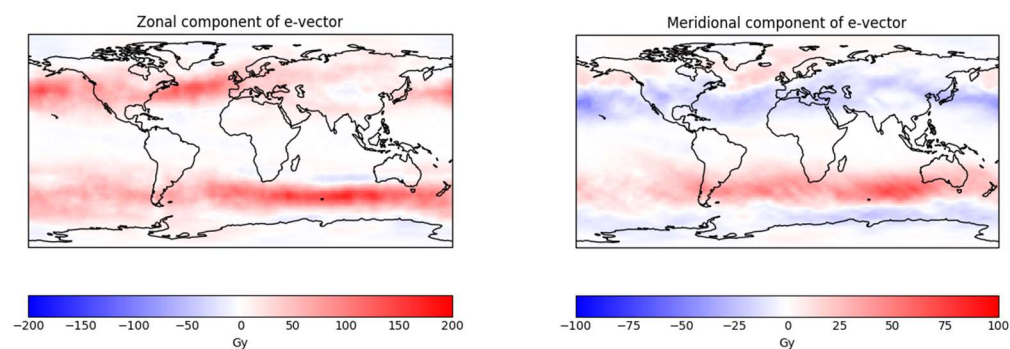 Zonal component of e-vector
Meridional component of e-vector
−200 −150 −100 −50 0 50 100 150 200
Gy
−100 −75 −50 −25 0 25 50 75 100
Gy